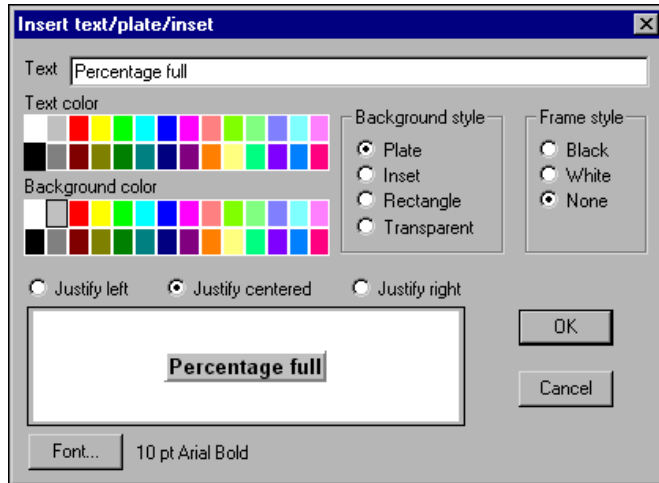 Insert text/plate/inset
Text Percentage full
Text color
Background color
Background style
Plate
Inset
Rectangle
Transparent
Frame style
Black
White
None
Justify left Justify centered Justify right
Percentage full
OK
Cancel
Font... 10 pt Arial Bold